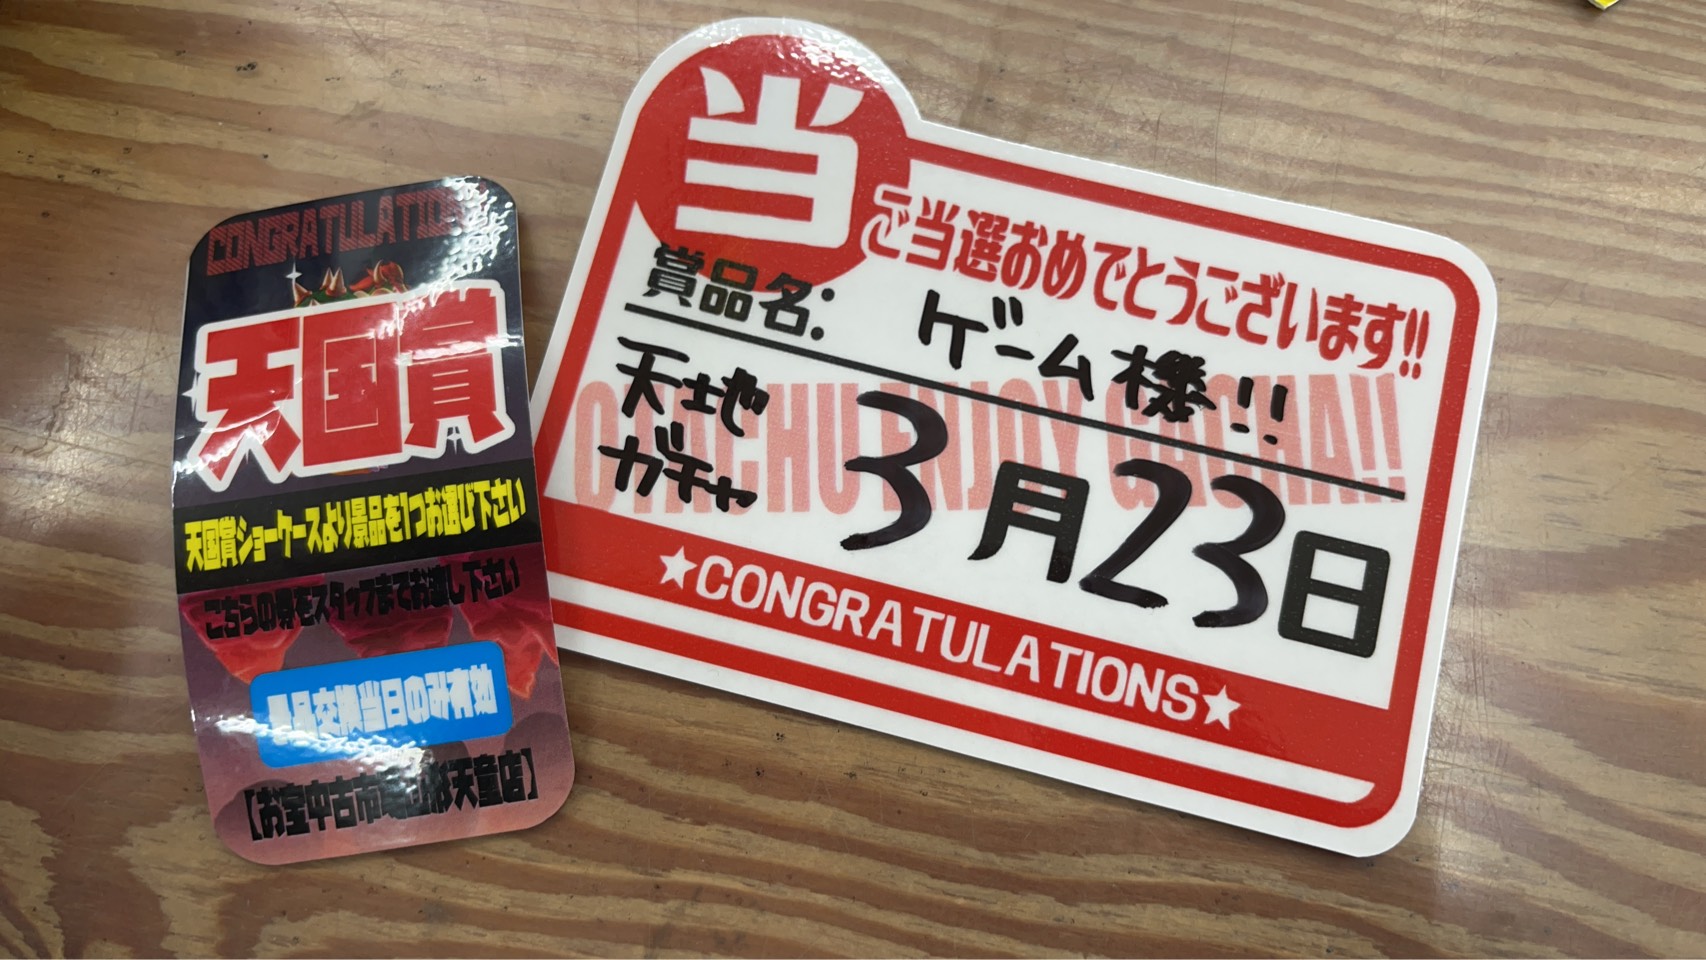 CONGRATULATION
天国賞
天国賞ショーケースより景品を1つお選び下さい
こちらの券をスタッフまでお渡し下さい
景品交換当日のみ有効
【お宝中古市場山形天童店】
当
ご当選おめでとうございます!!
賞品名：ゲーム様!!
天地
ガチャ
3月23日
ENJOY GACHA!!
★CONGRATULATIONS★